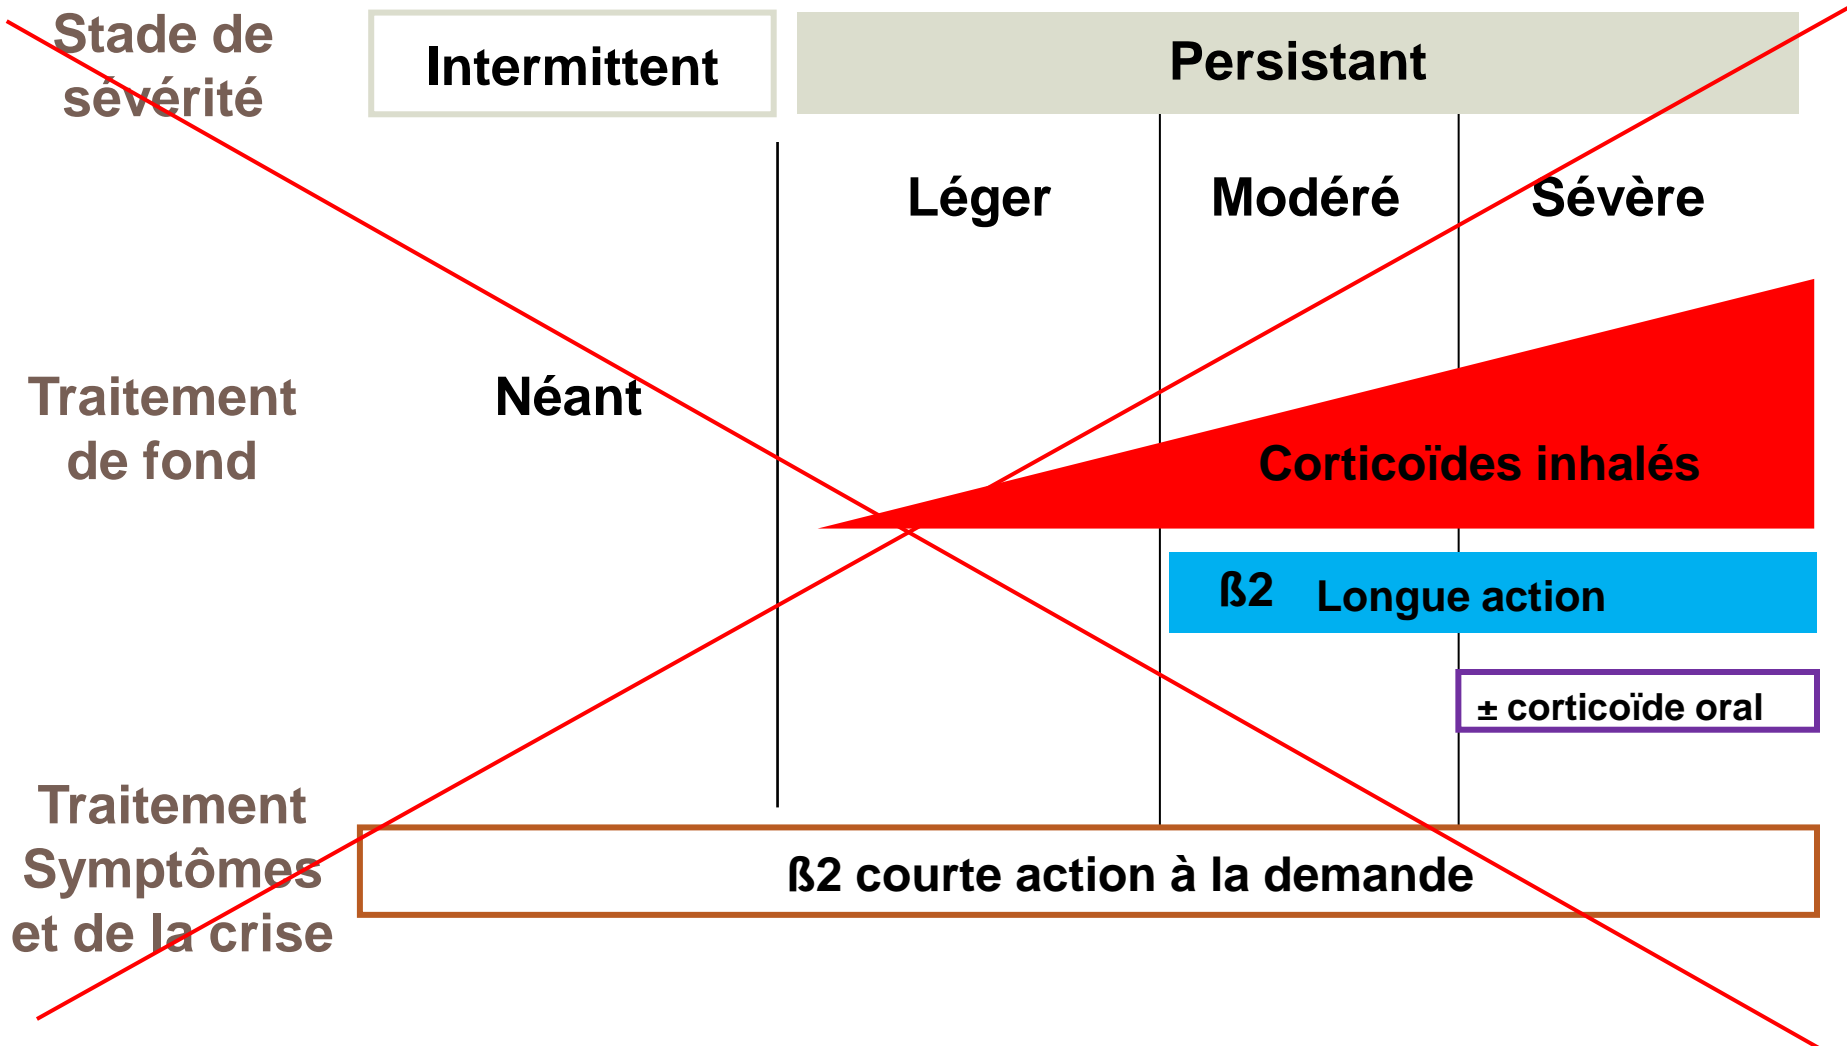 Stade de
sévérité
Intermittent
Persistant
Léger
Modéré
Sévère
Traitement
de fond
Néant
Corticoïdes inhalés
ß2 Longue action
± corticoïde oral
Traitement
Symptômes
et de la crise
ß2 courte action à la demande